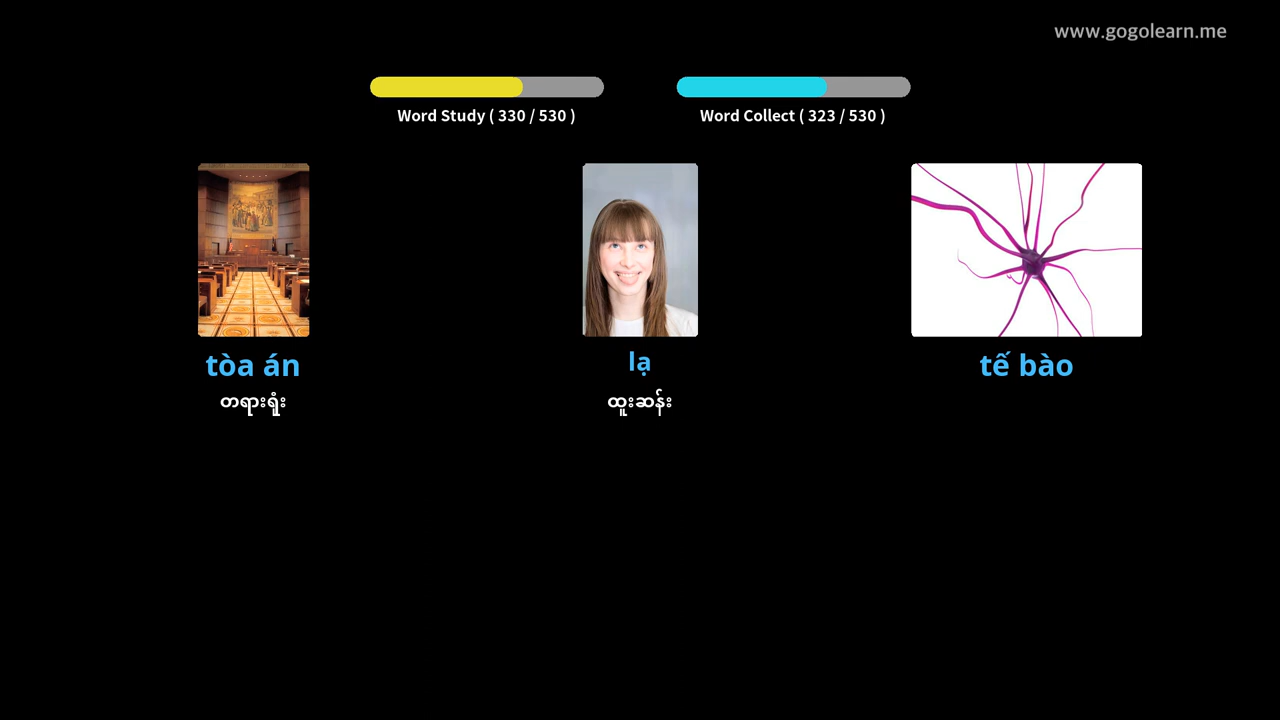 www.gogolearn.me
Word Study ( 330 / 530 )
Word Collect ( 323 / 530 )
tòa án
lạ
tế bào
တရားရုံး
ထူးဆန်း